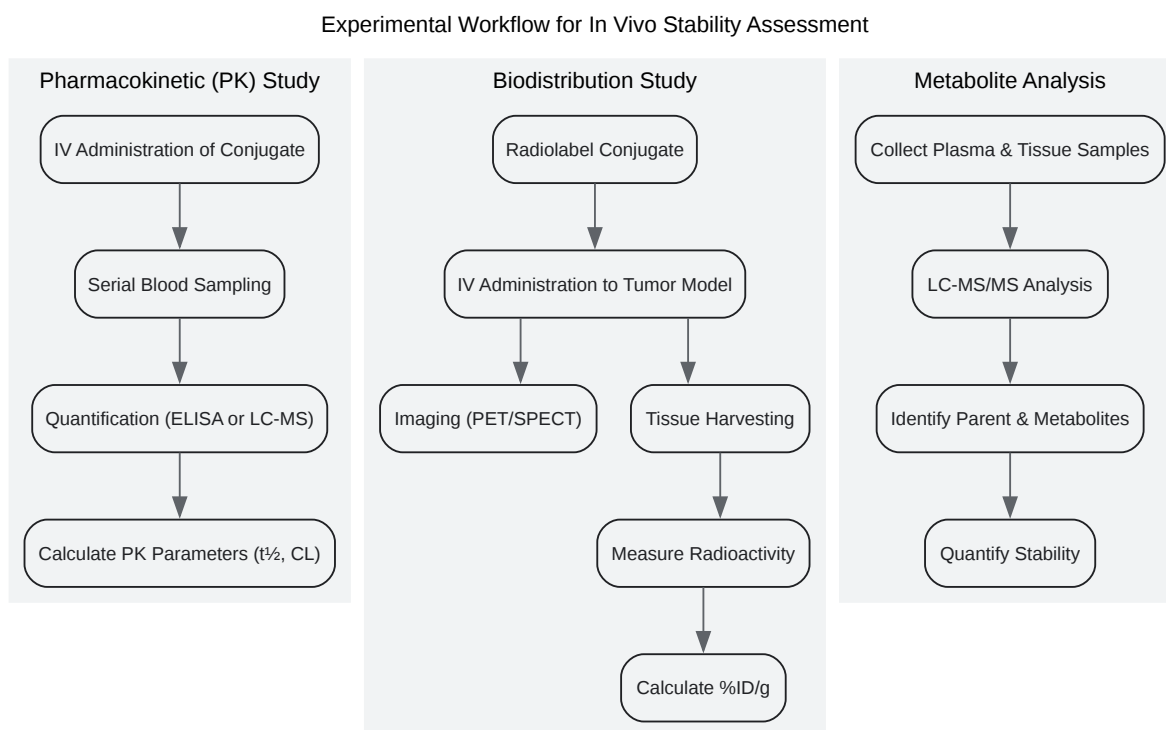 Experimental Workflow for In Vivo Stability Assessment
Pharmacokinetic (PK) Study
IV Administration of Conjugate
Serial Blood Sampling
Quantification (ELISA or LC-MS)
Calculate PK Parameters (t½, CL)
Biodistribution Study
Radiolabel Conjugate
IV Administration to Tumor Model
Imaging (PET/SPECT)
Tissue Harvesting
Measure Radioactivity
Calculate %ID/g
Metabolite Analysis
Collect Plasma & Tissue Samples
LC-MS/MS Analysis
Identify Parent & Metabolites
Quantify Stability